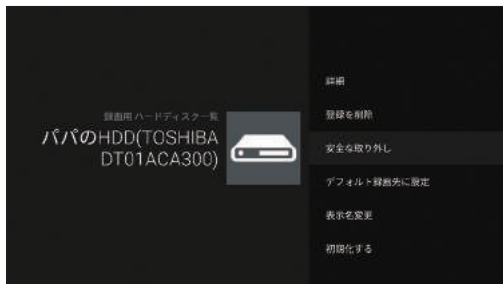 録画用ハードディスク一覧
パパのHDD(TOSHIBA
DT01ACA300)
詳細
登録を削除
安全な取り外し
デフォルト録画先に設定
表示名変更
初期化する